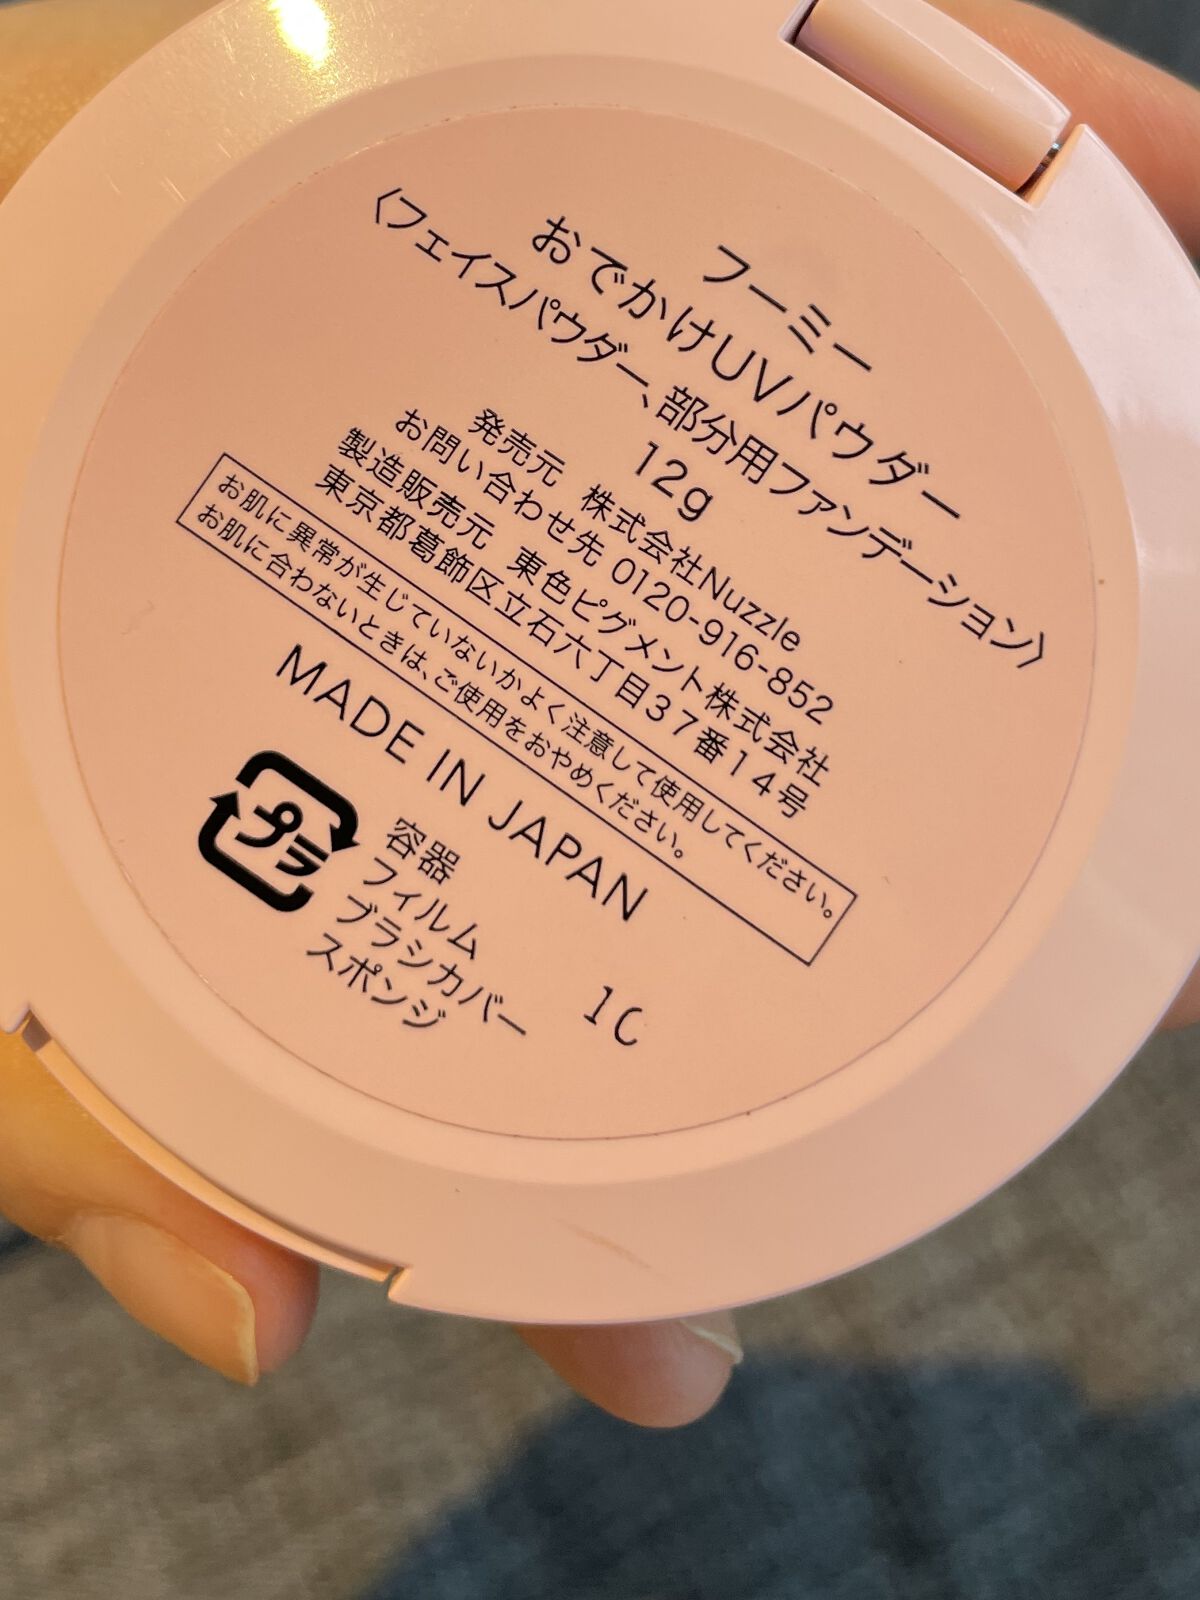 フーミー
おでかけUVパウダー
〈フェイスパウダー、部分用ファンデーション〉
12g
発売元 株式会社Nuzzle
お問い合わせ先 0120-916-852
製造販売元 東色ピグメント株式会社
東京都葛飾区立石六丁目37番14号
お肌に異常が生じていないかよく注意して使用してください。
お肌に合わないときは、ご使用をおやめください。
MADE IN JAPAN
プラ
容器
フィルム
ブラシカバー
スポンジ
1C